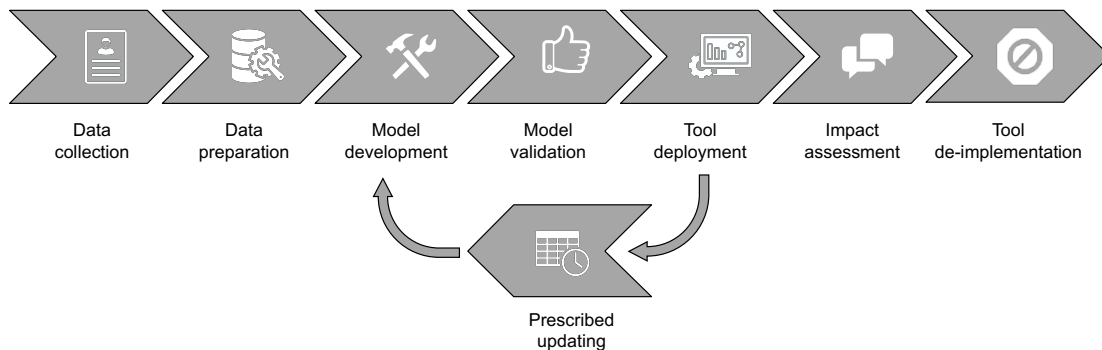 Data
collection
Data
preparation
Model
development
Model
validation
Tool
deployment
Impact
assessment
Tool
de-implementation
Prescribed
updating